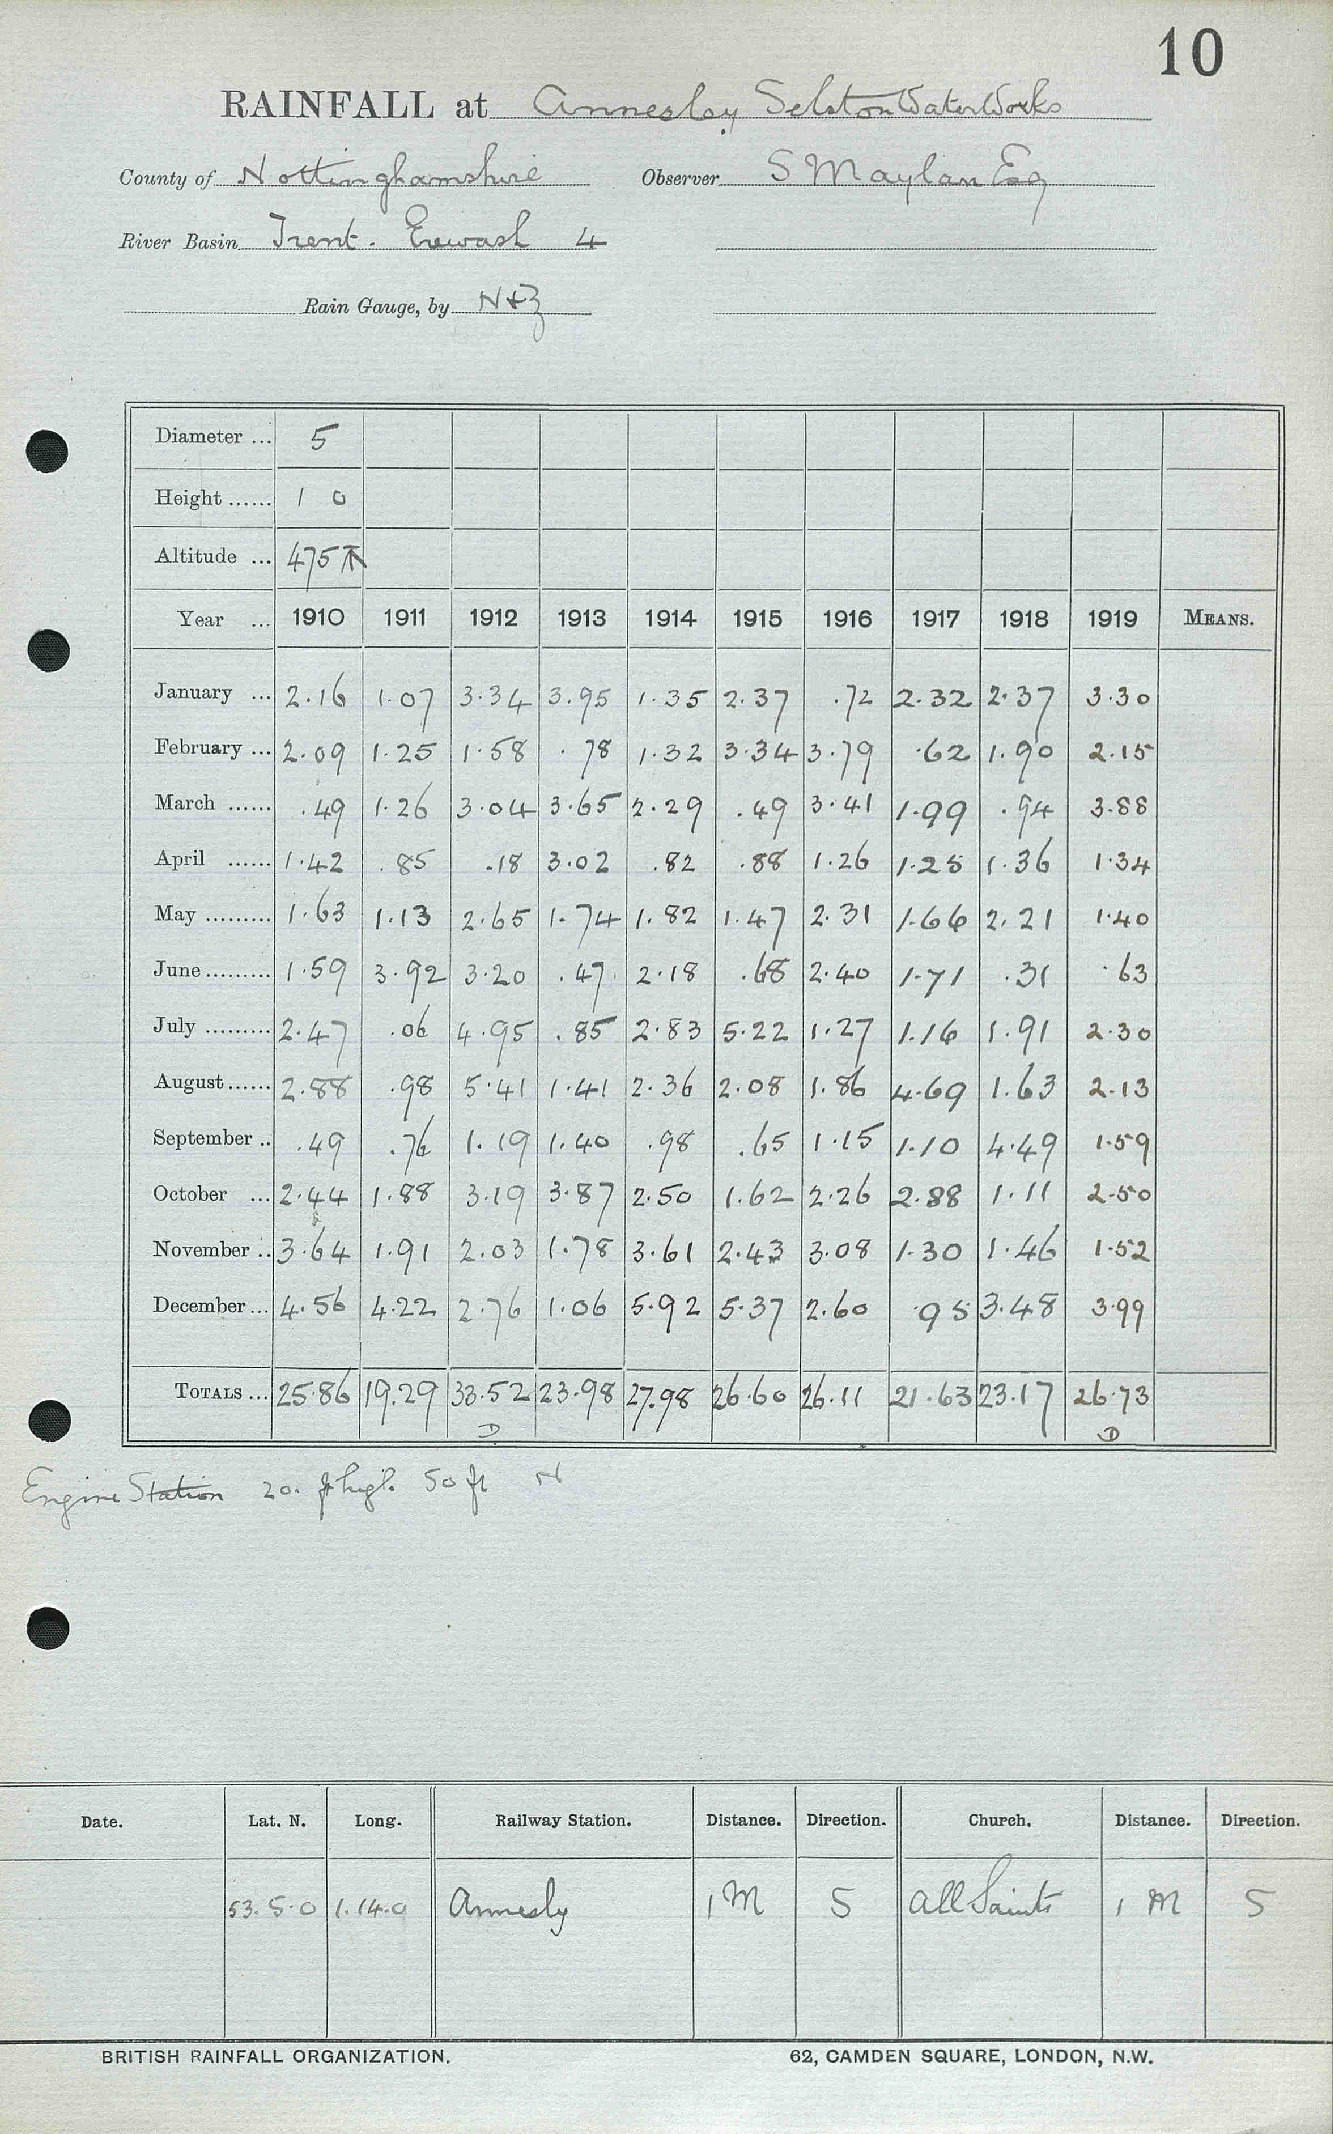 10
RAINFALL at Annesley Selston Water Works
County of Nottinghamshire Observer S Maylan Esq
River Basin Trent. Erewash 4
Rain Gauge, by N&Z
Diameter ... 5
Height ...... 1 0
Altitude ... 475
Year ... 1910 1911 1912 1913 1914 1915 1916 1917 1918 1919 MEANS.
January ... 2.16 1.07 3.34 3.95 1.35 2.37 .72 2.32 2.37 3.30
February ... 2.09 1.25 1.58 .78 1.32 3.34 3.79 .62 1.90 2.15
March ...... .49 1.26 3.04 3.65 2.29 .49 3.41 1.99 .94 3.88
April ...... 1.42 .85 .18 3.02 .82 .88 1.26 1.25 1.36 1.34
May ......... 1.63 1.13 2.65 1.74 1.82 1.47 2.31 1.66 2.21 1.40
June ......... 1.59 3.92 3.20 .47 2.18 .68 2.40 1.71 .31 .63
July ......... 2.47 .06 4.95 .85 2.83 5.22 1.27 1.16 1.91 2.30
August ...... 2.88 .98 5.41 1.41 2.36 2.08 1.86 4.69 1.63 2.13
September .. .49 .76 1.19 1.40 .98 .65 1.15 1.10 4.49 1.59
October ... 2.44 1.88 3.19 3.87 2.50 1.62 2.26 2.88 1.11 2.50
November .. 3.64 1.91 2.03 1.78 3.61 2.43 3.08 1.30 1.46 1.52
December ... 4.56 4.22 2.76 1.06 5.92 5.37 2.60 .95 3.48 3.99
TOTALS ... 25.86 19.29 33.52 23.98 27.98 26.60 26.11 21.63 23.17 26.73
D D
Engine Station 20. ft high. 50 ft N
Date. Lat. N. Long. Railway Station. Distance. Direction. Church. Distance. Direction.
53.5.0 1.14.0 Annesly 1 M S All Saints 1 M S
BRITISH RAINFALL ORGANIZATION. 62, CAMDEN SQUARE, LONDON, N.W.